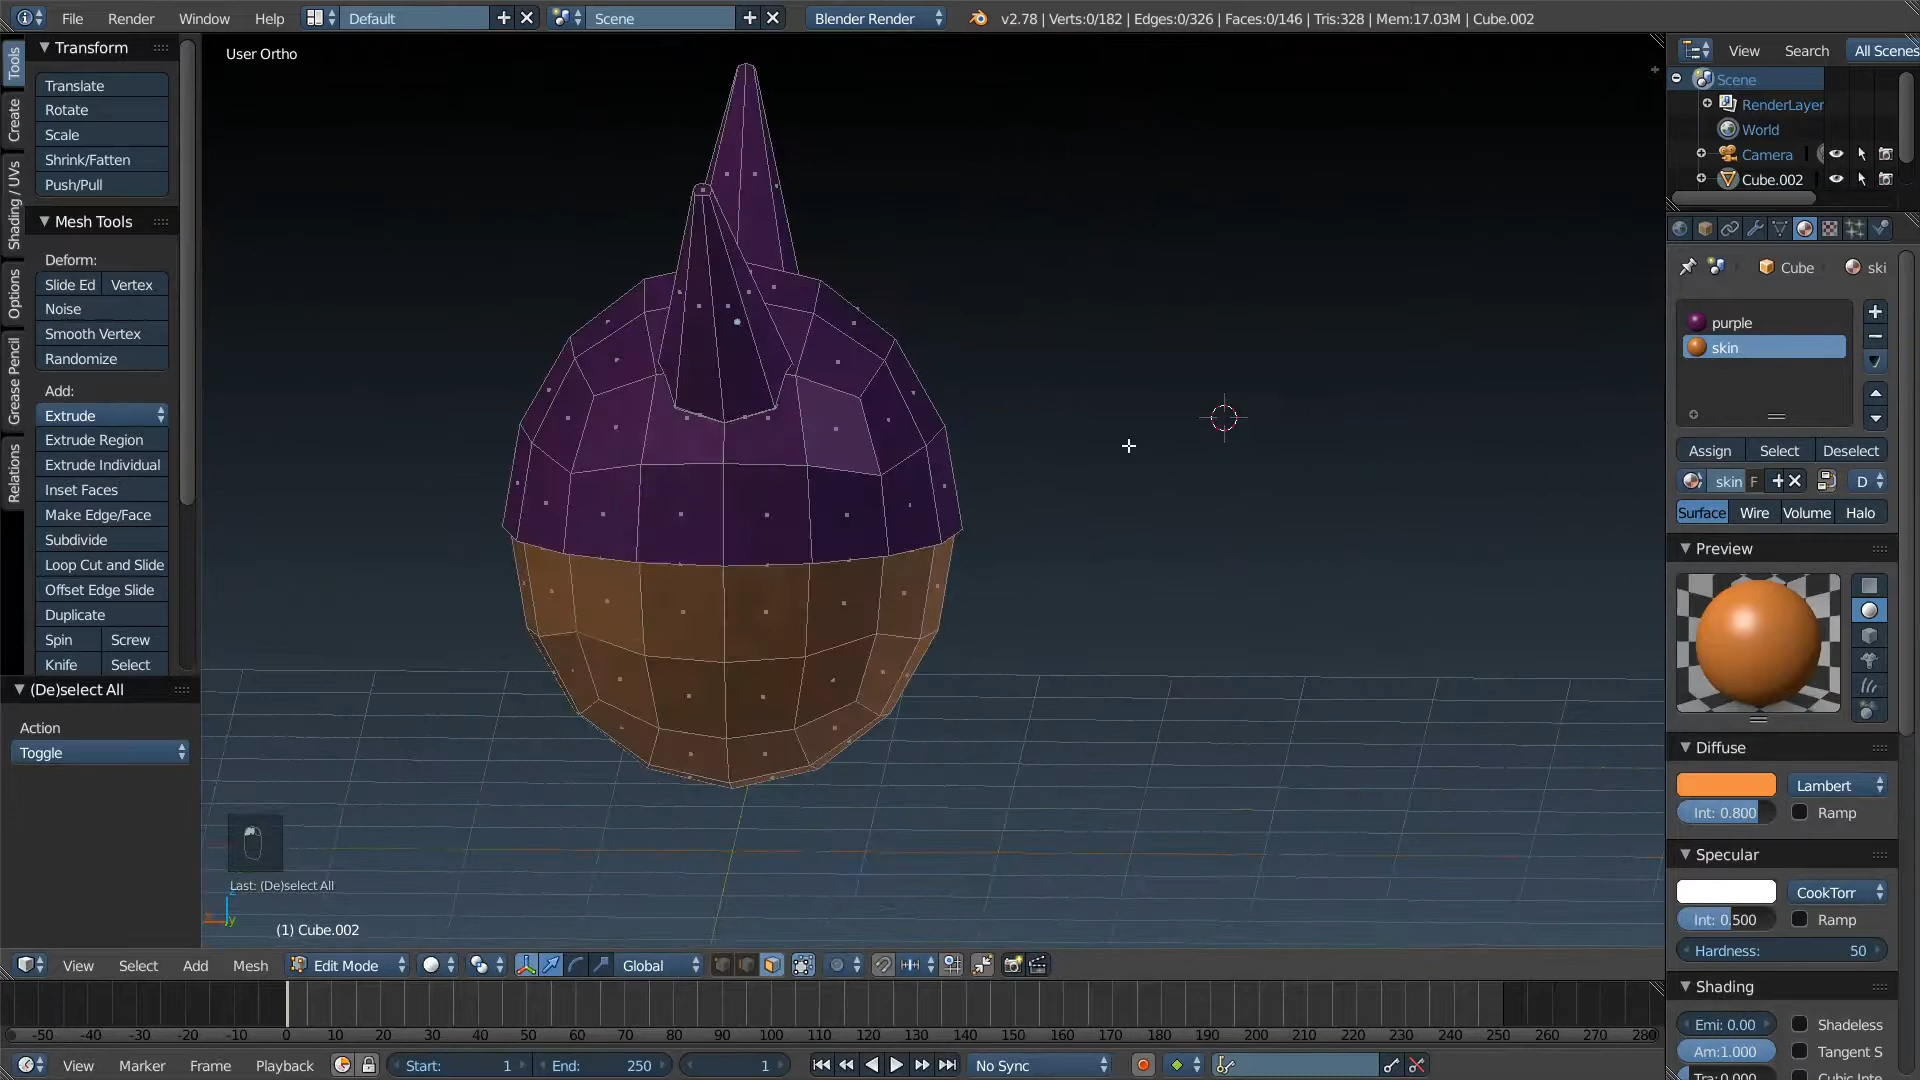 File Render Window Help Default Scene Blender Render v2.78 | Verts:0/182 | Edges:0/326 | Faces:0/146 | Tris:328 | Mem:17.03M | Cube.002
Tools
Create
Shading / UVs
Options
Grease Pencil
Relations
Transform
Translate
Rotate
Scale
Shrink/Fatten
Push/Pull
Mesh Tools
Deform:
Slide Ed Vertex
Noise
Smooth Vertex
Randomize
Add:
Extrude
Extrude Region
Extrude Individual
Inset Faces
Make Edge/Face
Subdivide
Loop Cut and Slide
Offset Edge Slide
Duplicate
Spin Screw
Knife Select
(De)select All
Action
Toggle
User Ortho
Last: (De)select All
z
y
(1) Cube.002
View Search All Scenes
Scene
RenderLayer
World
Camera
Cube.002
Cube ski
purple
skin
Assign Select Deselect
skin F D
Surface Wire Volume Halo
Preview
Diffuse
Lambert
Int: 0.800 Ramp
Specular
CookTorr
Int: 0.500 Ramp
Hardness: 50
Shading
Emi: 0.00 Shadeless
Am:1.000 Tangent S
Tra:0.000 Cubic Inte
View Select Add Mesh Edit Mode Global
-50 -40 -30 -20 -10 0 10 20 30 40 50 60 70 80 90 100 110 120 130 140 150 160 170 180 190 200 210 220 230 240 250 260 270 280
View Marker Frame Playback Start: 1 End: 250 1 No Sync